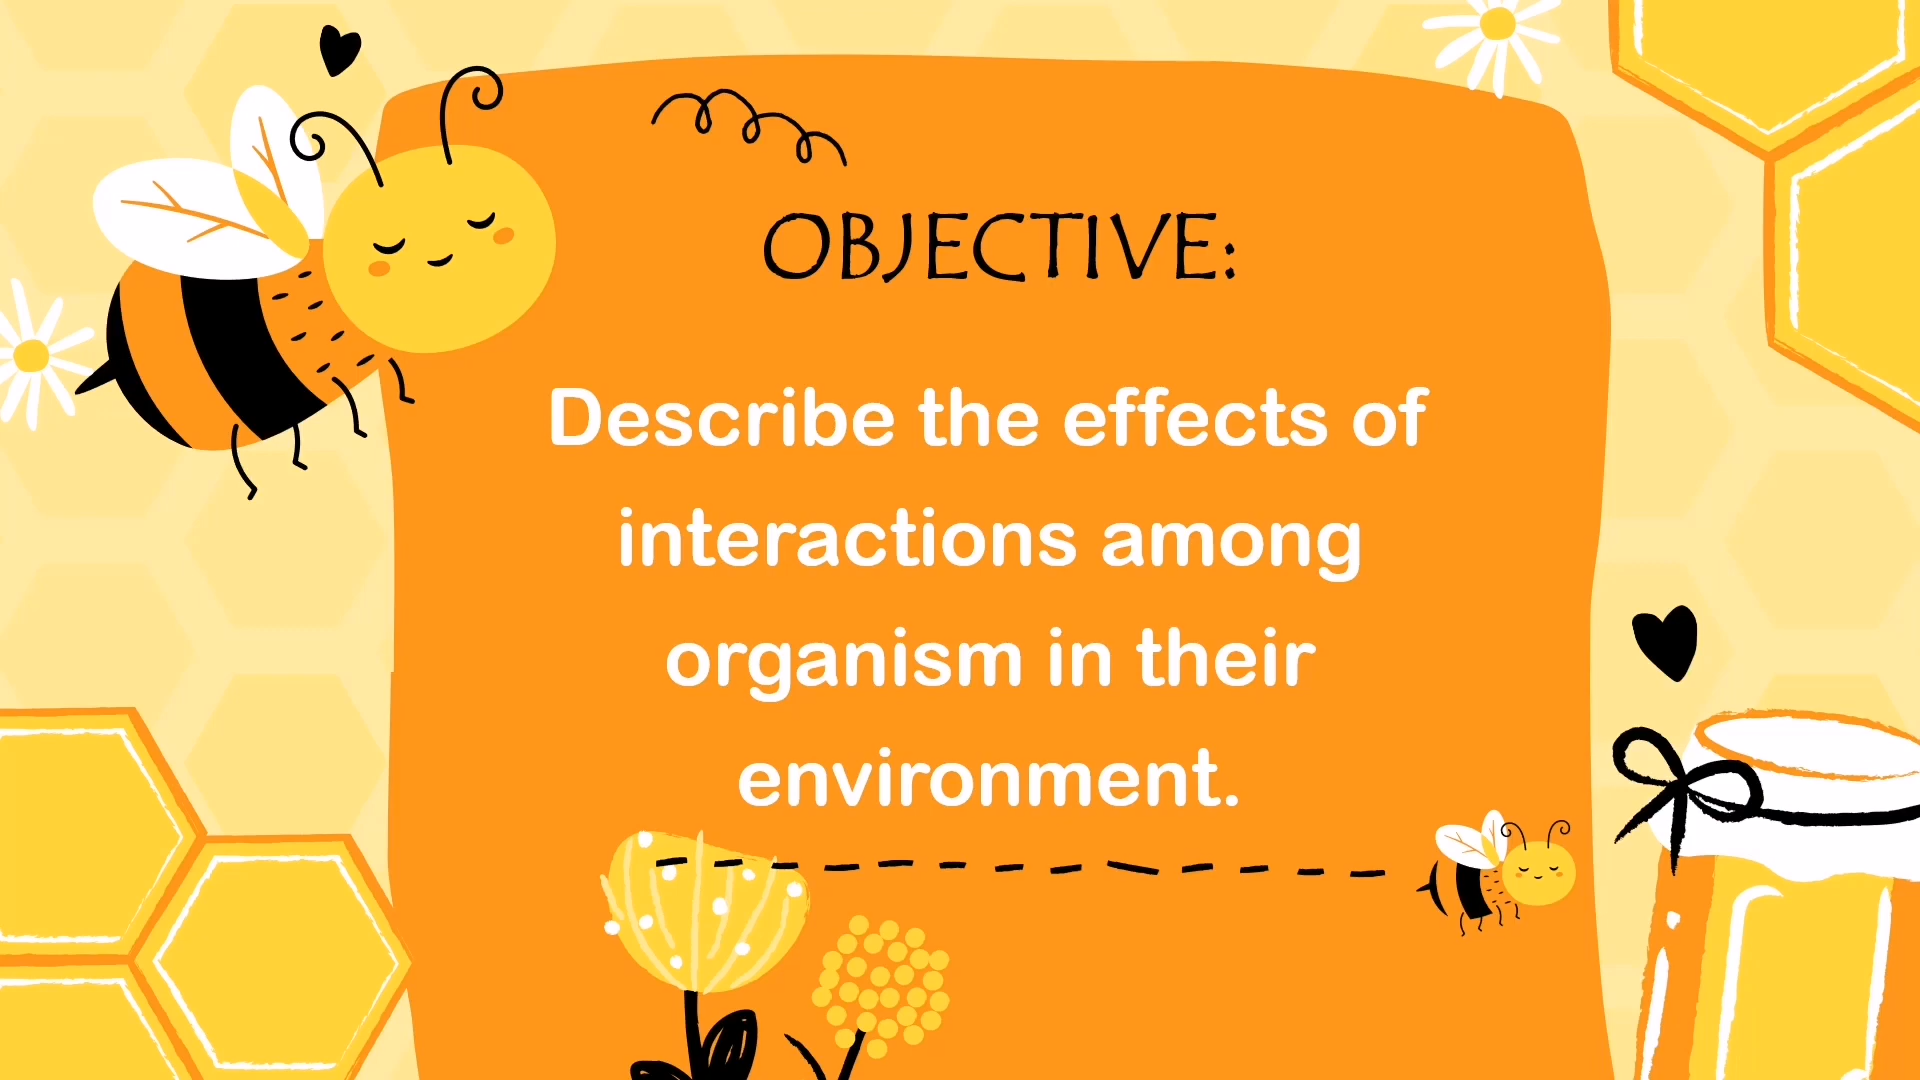 OBJECTIVE:
Describe the effects of
interactions among
organism in their
environment.